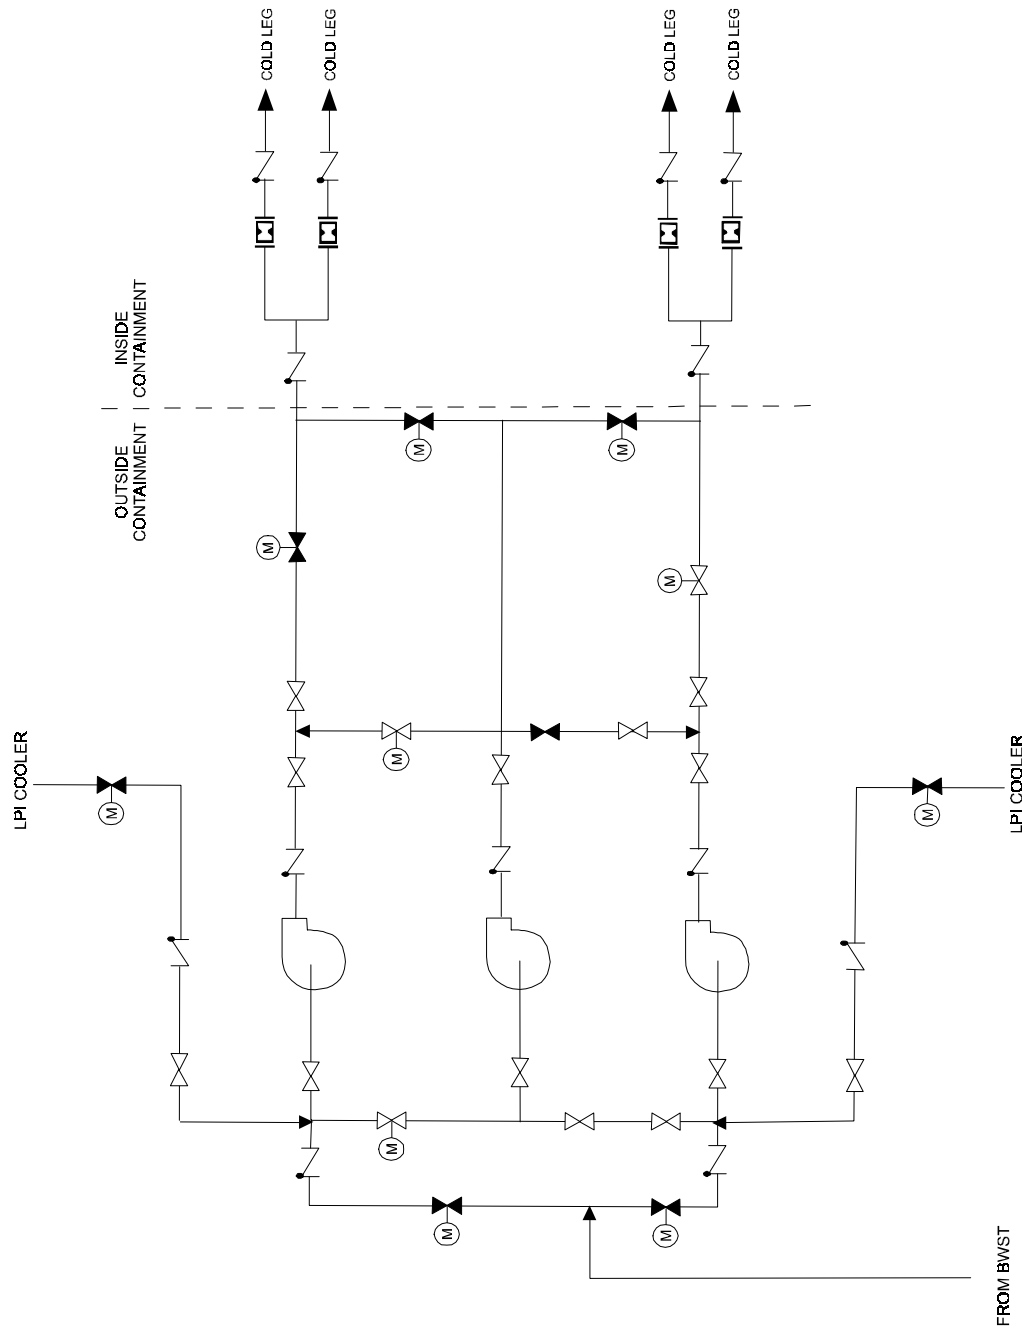 COLD LEG
COLD LEG
COLD LEG
COLD LEG
INSIDE
CONTAINMENT
OUTSIDE
CONTAINMENT
M
M
M
M
M
LPI COOLER
M
LPI COOLER
M
M
M
M
FROM BWST